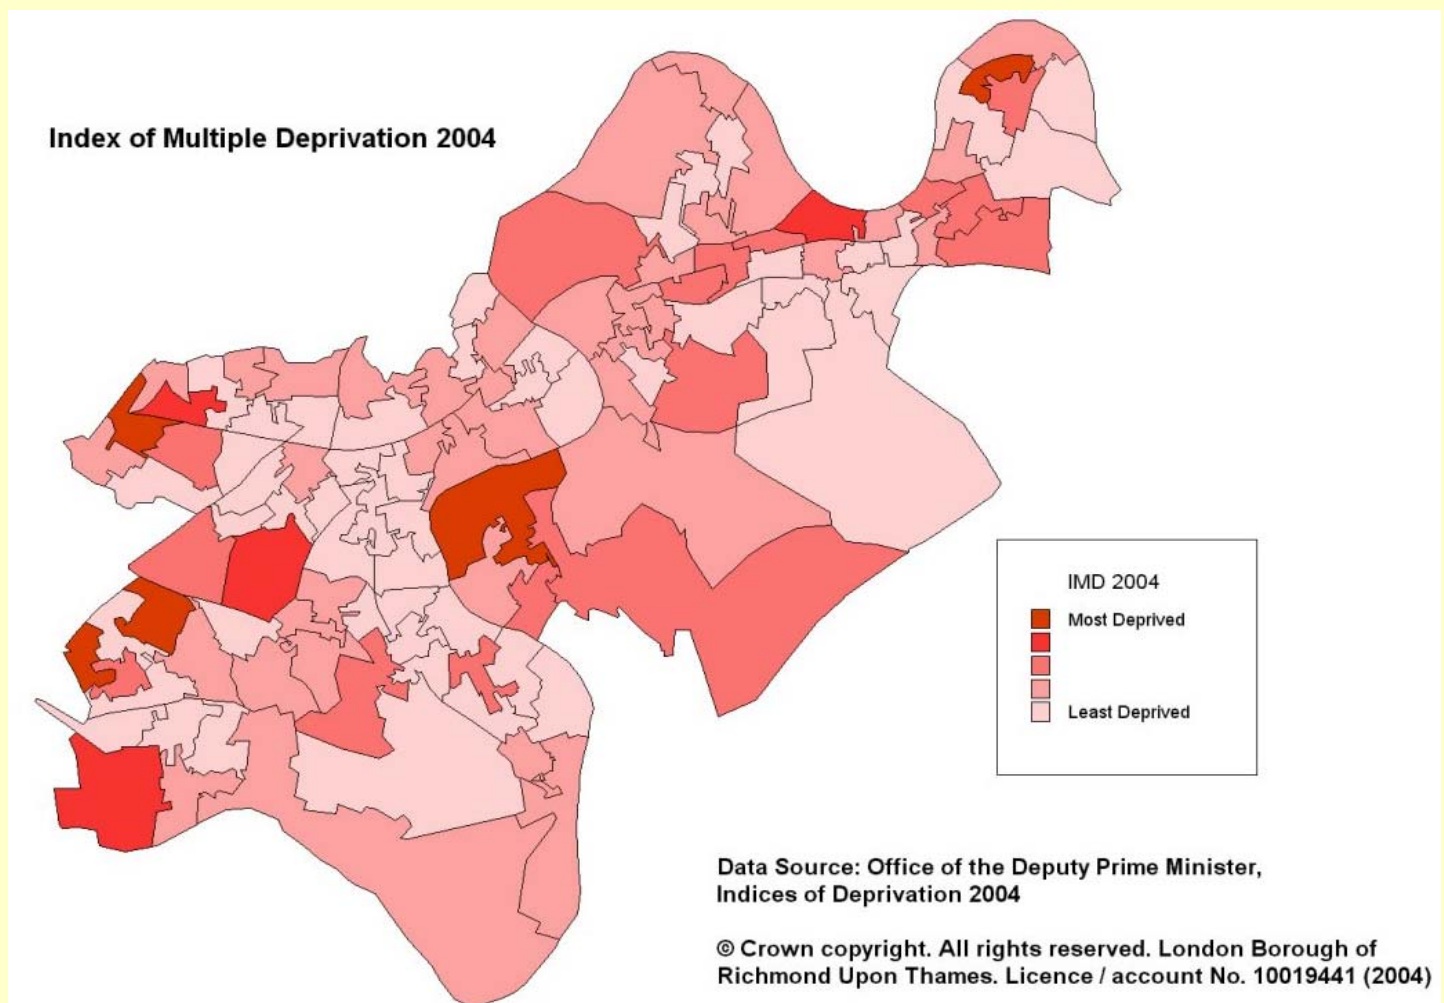 Index of Multiple Deprivation 2004
IMD 2004
Most Deprived
Least Deprived
Data Source: Office of the Deputy Prime Minister,
Indices of Deprivation 2004
© Crown copyright. All rights reserved. London Borough of
Richmond Upon Thames. Licence / account No. 10019441 (2004)